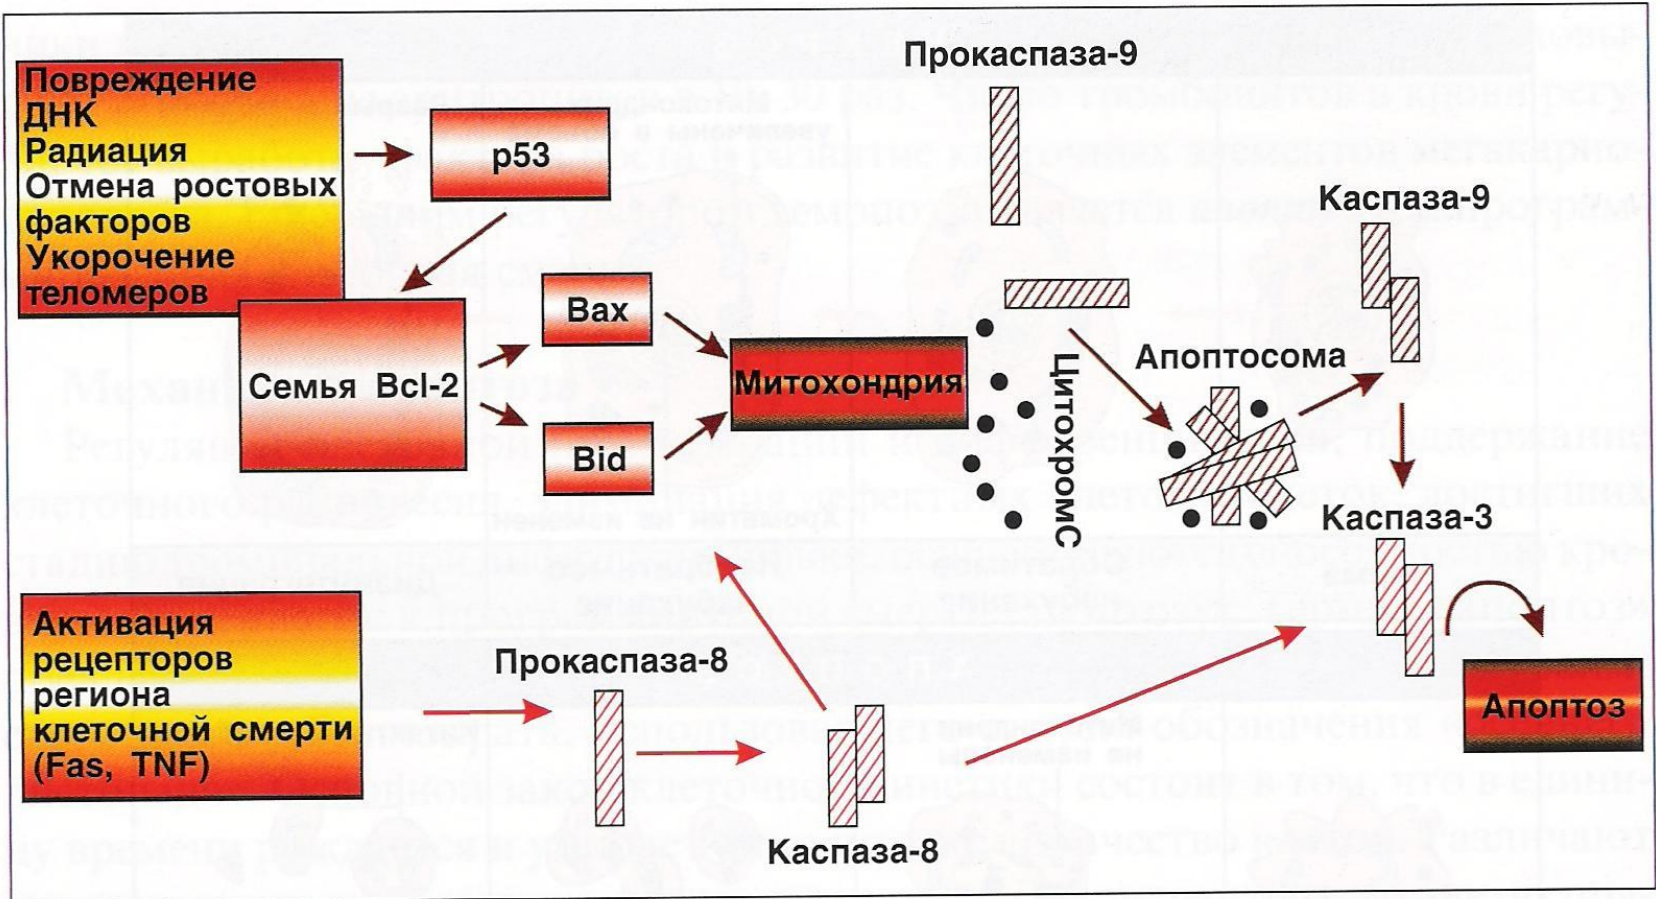 Прокаспаза-9
Повреждение
ДНК
Радиация
Отмена ростовых
факторов
Укорочение
теломеров
p53
Каспаза-9
Семья Bcl-2
Bax
Bid
Митохондрия
ЦитохромС
Апоптосома
Каспаза-3
Активация
рецепторов
региона
клеточной смерти
(Fas, TNF)
Прокаспаза-8
Каспаза-8
Апоптоз